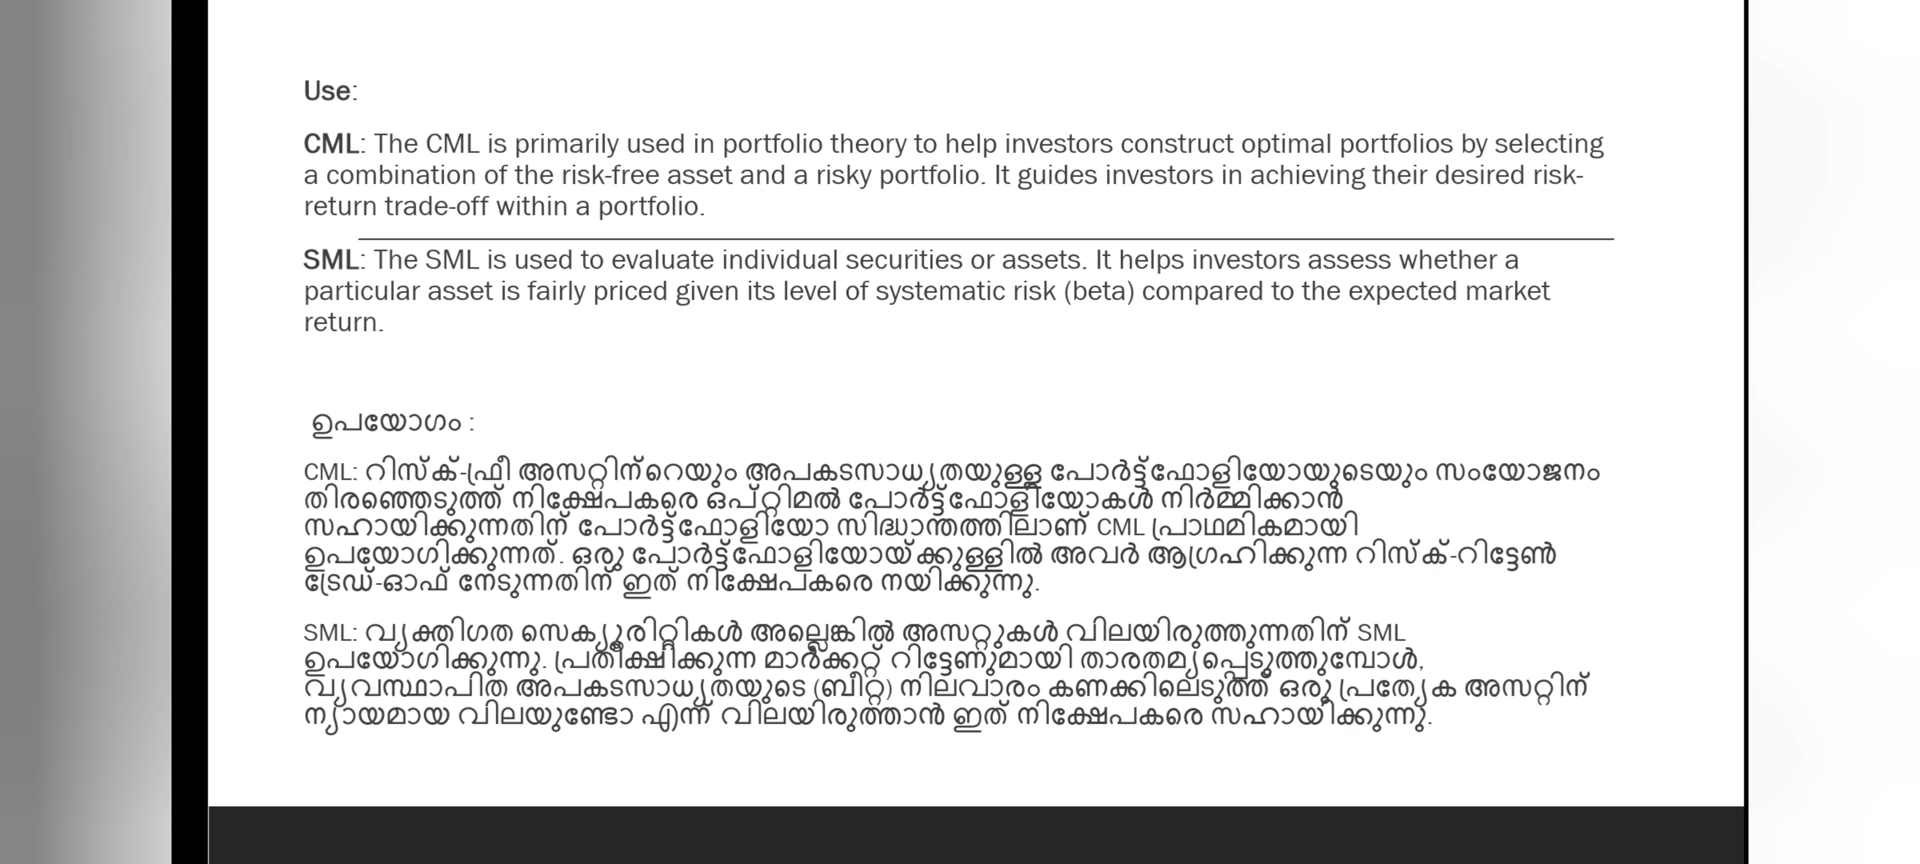 Use:
CML: The CML is primarily used in portfolio theory to help investors construct optimal portfolios by selecting
a combination of the risk-free asset and a risky portfolio. It guides investors in achieving their desired risk-
return trade-off within a portfolio.
SML: The SML is used to evaluate individual securities or assets. It helps investors assess whether a
particular asset is fairly priced given its level of systematic risk (beta) compared to the expected market
return.
ഉപയോഗം :
CML: റിസ്ക്-ഫ്രീ അസറ്റിന്റെയും അപകടസാധ്യതയുള്ള പോർട്ട്ഫോളിയോയുടെയും സംയോജനം
തിരഞ്ഞെടുത്ത് നിക്ഷേപകരെ ഒപ്റ്റിമൽ പോർട്ട്ഫോളിയോകൾ നിർമ്മിക്കാൻ
സഹായിക്കുന്നതിന് പോർട്ട്ഫോളിയോ സിദ്ധാന്തത്തിലാണ് CML പ്രാഥമികമായി
ഉപയോഗിക്കുന്നത്. ഒരു പോർട്ട്ഫോളിയോയ്ക്കുള്ളിൽ അവർ ആഗ്രഹിക്കുന്ന റിസ്ക്-റിട്ടേൺ
ട്രേഡ്-ഓഫ് നേടുന്നതിന് ഇത് നിക്ഷേപകരെ നയിക്കുന്നു.
SML: വ്യക്തിഗത സെക്യൂരിറ്റികൾ അല്ലെങ്കിൽ അസറ്റുകൾ വിലയിരുത്തുന്നതിന് SML
ഉപയോഗിക്കുന്നു. പ്രതീക്ഷിക്കുന്ന മാർക്കറ്റ് റിട്ടേണുമായി താരതമ്യപ്പെടുത്തുമ്പോൾ,
വ്യവസ്ഥാപിത അപകടസാധ്യതയുടെ (ബീറ്റ) നിലവാരം കണക്കിലെടുത്ത് ഒരു പ്രത്യേക അസറ്റിന്
ന്യായമായ വിലയുണ്ടോ എന്ന് വിലയിരുത്താൻ ഇത് നിക്ഷേപകരെ സഹായിക്കുന്നു.